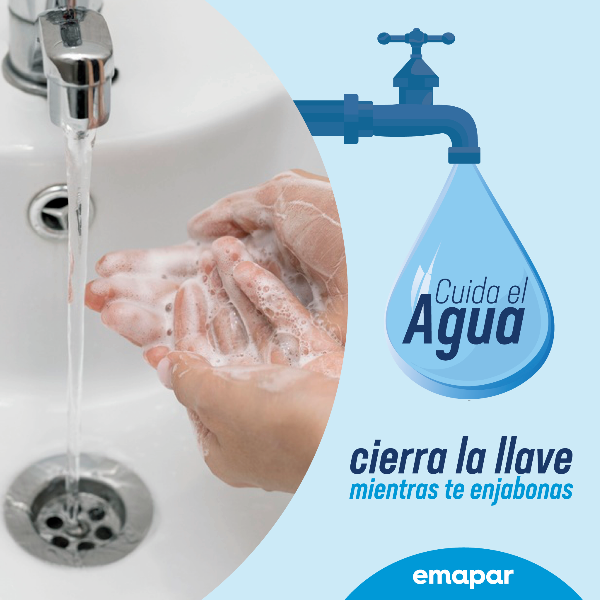 Cuida el
Agua
cierra la llave
mientras te enjabonas
emapar